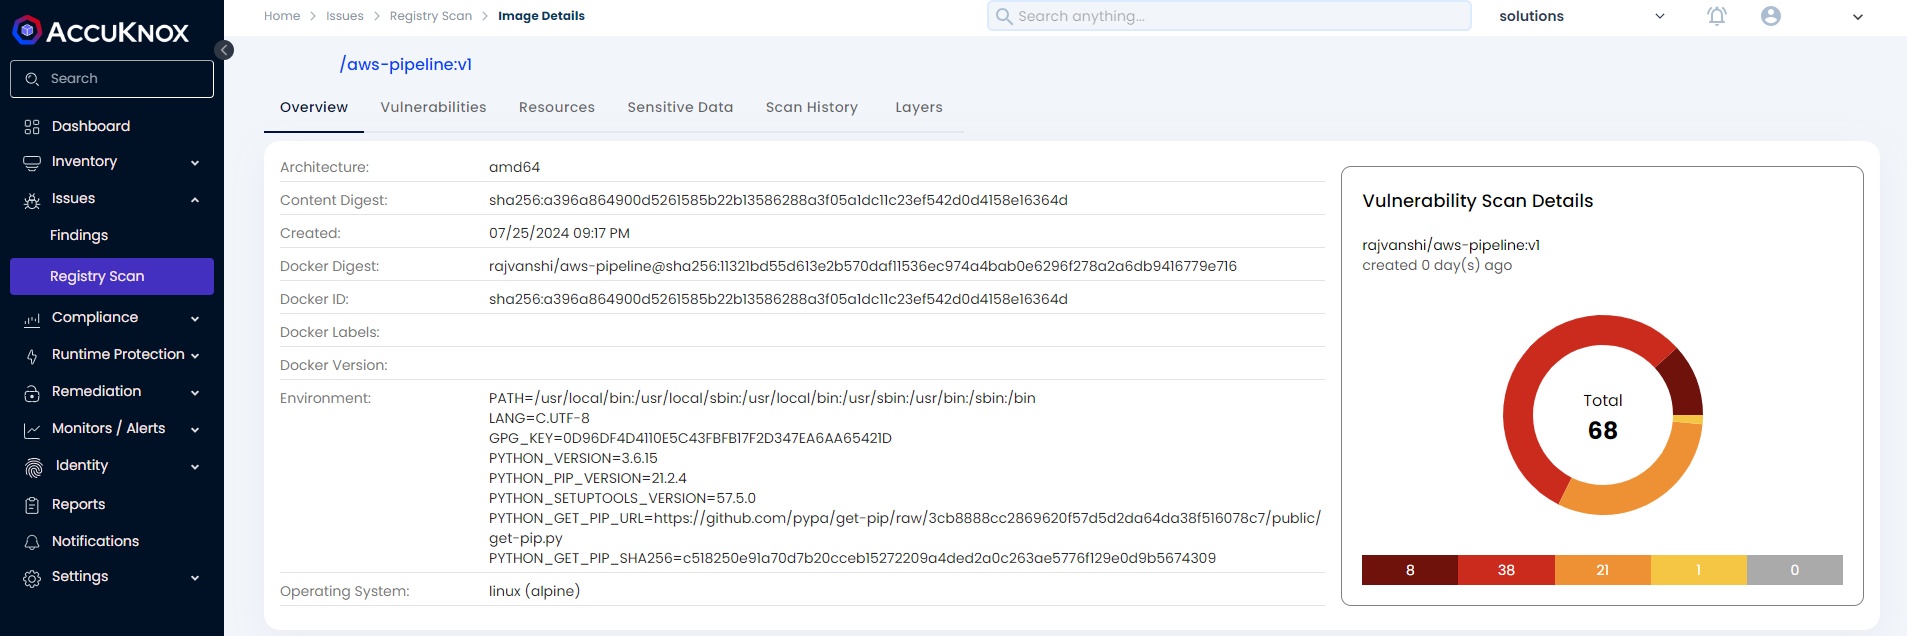 ACCUKNOX
Search
Dashboard
Inventory
Issues
Findings
Registry Scan
Compliance
Runtime Protection
Remediation
Monitors / Alerts
Identity
Reports
Notifications
Settings
Home > Issues > Registry Scan > Image Details
Search anything...
solutions
/aws-pipeline:v1
Overview Vulnerabilities Resources Sensitive Data Scan History Layers
Architecture: amd64
Content Digest: sha256:a396a864900d5261585b22b13586288a3f05a1dc11c23ef542d0d4158e16364d
Created: 07/25/2024 09:17 PM
Docker Digest: rajvanshi/aws-pipeline@sha256:11321bd55d613e2b570daf11536ec974a4bab0e6296f278a2a6db9416779e716
Docker ID: sha256:a396a864900d5261585b22b13586288a3f05a1dc11c23ef542d0d4158e16364d
Docker Labels:
Docker Version:
Environment: PATH=/usr/local/bin:/usr/local/sbin:/usr/local/bin:/usr/sbin:/usr/bin:/sbin:/bin
LANG=C.UTF-8
GPG_KEY=0D96DF4D4110E5C43FBFB17F2D347EA6AA65421D
PYTHON_VERSION=3.6.15
PYTHON_PIP_VERSION=21.2.4
PYTHON_SETUPTOOLS_VERSION=57.5.0
PYTHON_GET_PIP_URL=https://github.com/pypa/get-pip/raw/3cb8888cc2869620f57d5d2da64da38f516078c7/public/
get-pip.py
PYTHON_GET_PIP_SHA256=c518250e91a70d7b20cceb15272209a4ded2a0c263ae5776f129e0d9b5674309
Operating System: linux (alpine)
Vulnerability Scan Details
rajvanshi/aws-pipeline:v1
created 0 day(s) ago
Total
68
8 38 21 1 0